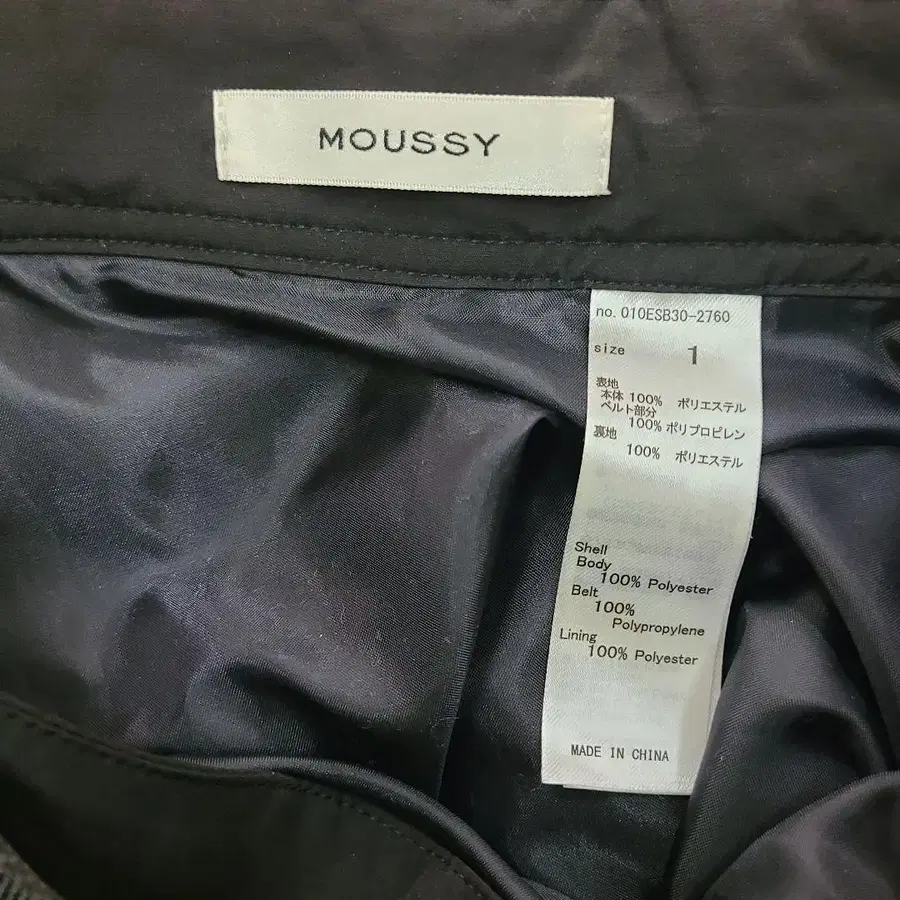 MOUSSY
no. 010ESB30-2760
size 1
表地
本体 100% ポリエステル
ベルト部分
100% ポリプロピレン
裏地
100% ポリエステル
Shell
Body
100% Polyester
Belt
100%
Polypropylene
Lining
100% Polyester
MADE IN CHINA